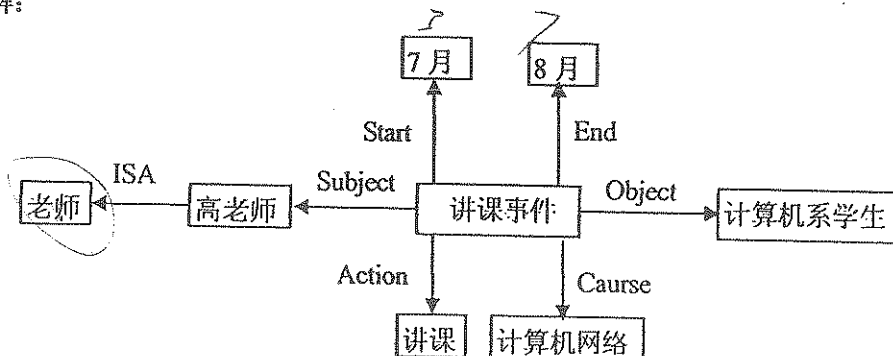 7月
8月
Start
End
ISA
Subject
Object
老师
高老师
讲课事件
计算机系学生
Action
Caurse
讲课
计算机网络